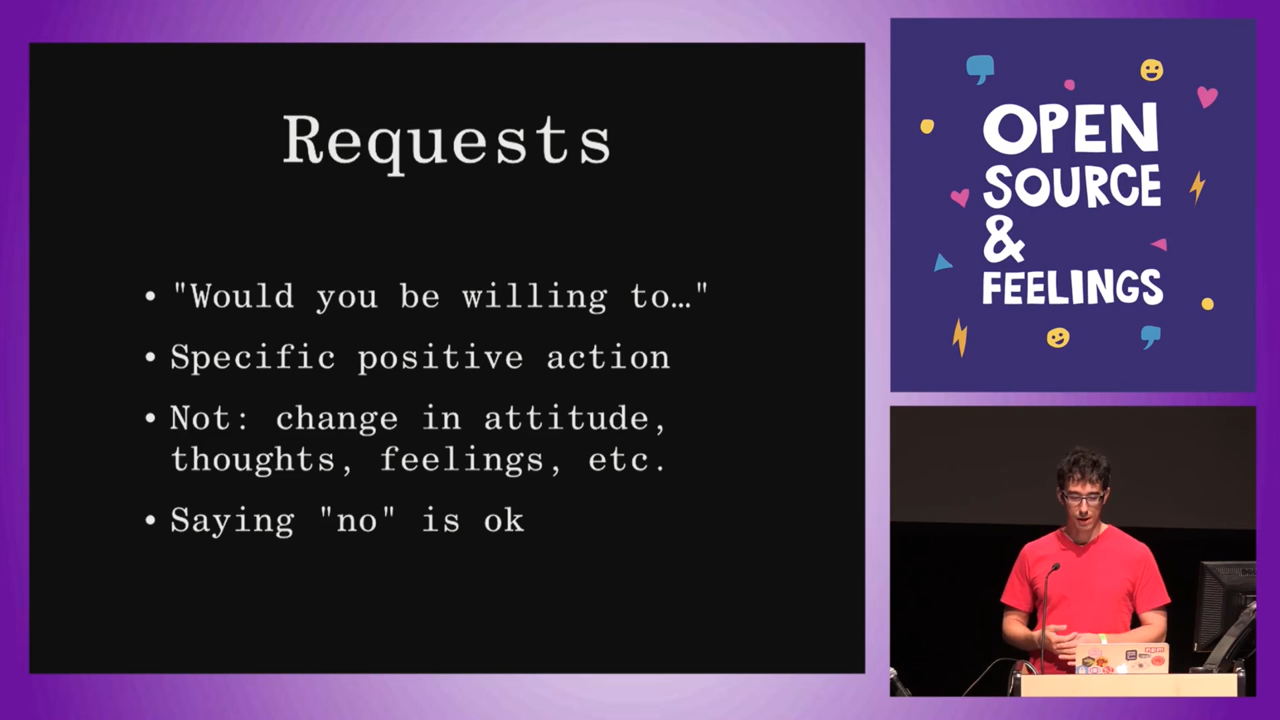 Requests
• "Would you be willing to…"
• Specific positive action
• Not: change in attitude,
thoughts, feelings, etc.
• Saying "no" is ok
OPEN
SOURCE
&
FEELINGS